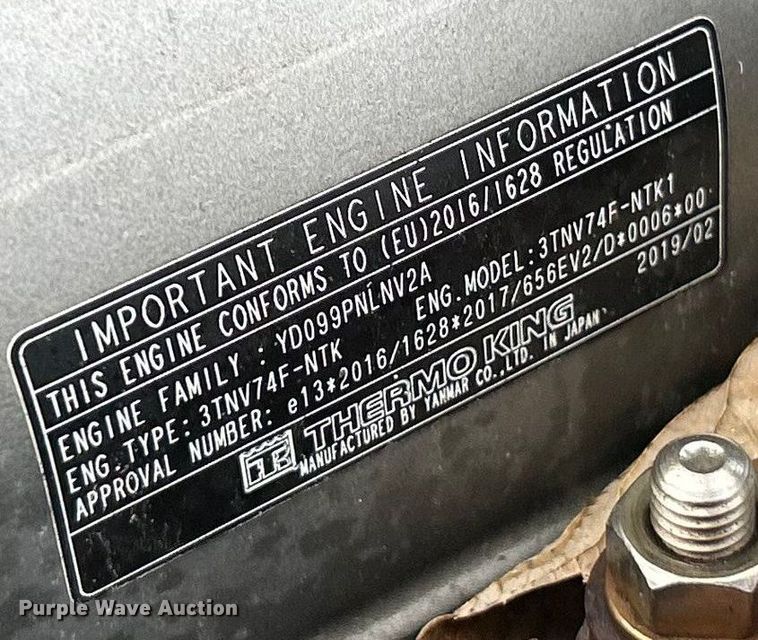 IMPORTANT ENGINE INFORMATION
THIS ENGINE CONFORMS TO (EU)2016/1628 REGULATION
ENGINE FAMILY : YD099PNLNV2A
ENG. TYPE: 3TNV74F-NTK ENG. MODEL: 3TNV74F-NTK1
APPROVAL NUMBER: e13*2016/1628*2017/656EV2/D*0006*00
2019/02
TK THERMO KING
MANUFACTURED BY YANMAR CO.,LTD. IN JAPAN
Purple Wave Auction